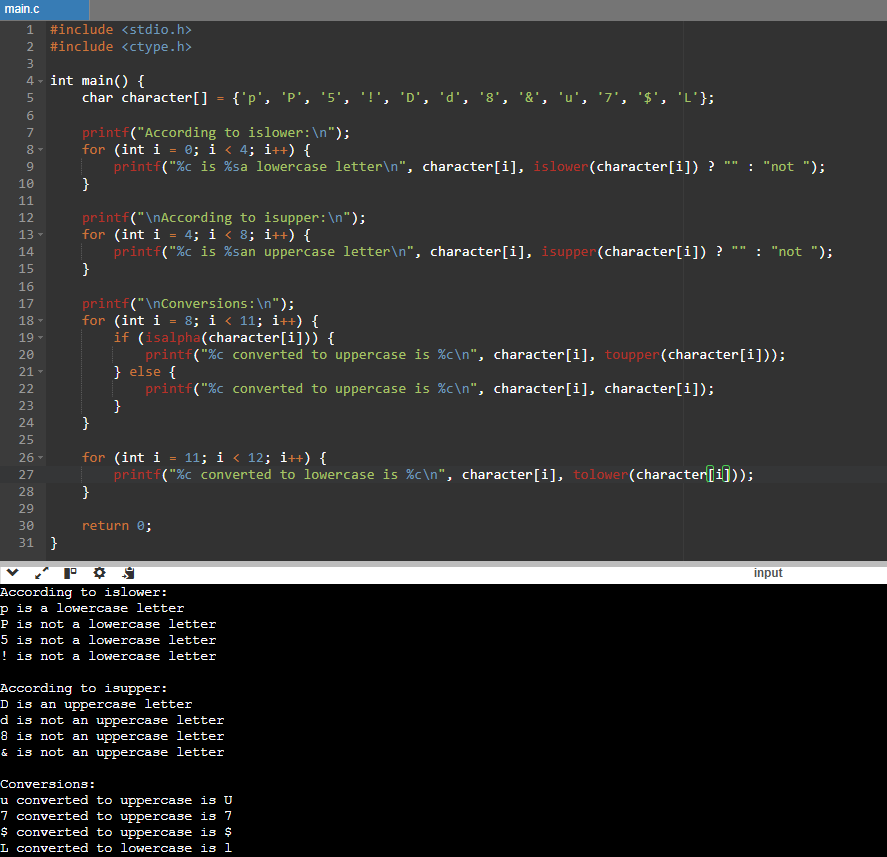 main.c
1 #include <stdio.h>
2 #include <ctype.h>
3
4 int main() {
5     char character[] = {'p', 'P', '5', '!', 'D', 'd', '8', '&', 'u', '7', '$', 'L'};
6
7     printf("According to islower:\n");
8     for (int i = 0; i < 4; i++) {
9         printf("%c is %sa lowercase letter\n", character[i], islower(character[i]) ? "" : "not ");
10     }
11
12     printf("\nAccording to isupper:\n");
13     for (int i = 4; i < 8; i++) {
14         printf("%c is %san uppercase letter\n", character[i], isupper(character[i]) ? "" : "not ");
15     }
16
17     printf("\nConversions:\n");
18     for (int i = 8; i < 11; i++) {
19         if (isalpha(character[i])) {
20             printf("%c converted to uppercase is %c\n", character[i], toupper(character[i]));
21         } else {
22             printf("%c converted to uppercase is %c\n", character[i], character[i]);
23         }
24     }
25
26     for (int i = 11; i < 12; i++) {
27         printf("%c converted to lowercase is %c\n", character[i], tolower(character[i]));
28     }
29
30     return 0;
31 }
input
According to islower:
p is a lowercase letter
P is not a lowercase letter
5 is not a lowercase letter
! is not a lowercase letter

According to isupper:
D is an uppercase letter
d is not an uppercase letter
8 is not an uppercase letter
& is not an uppercase letter

Conversions:
u converted to uppercase is U
7 converted to uppercase is 7
$ converted to uppercase is $
L converted to lowercase is l